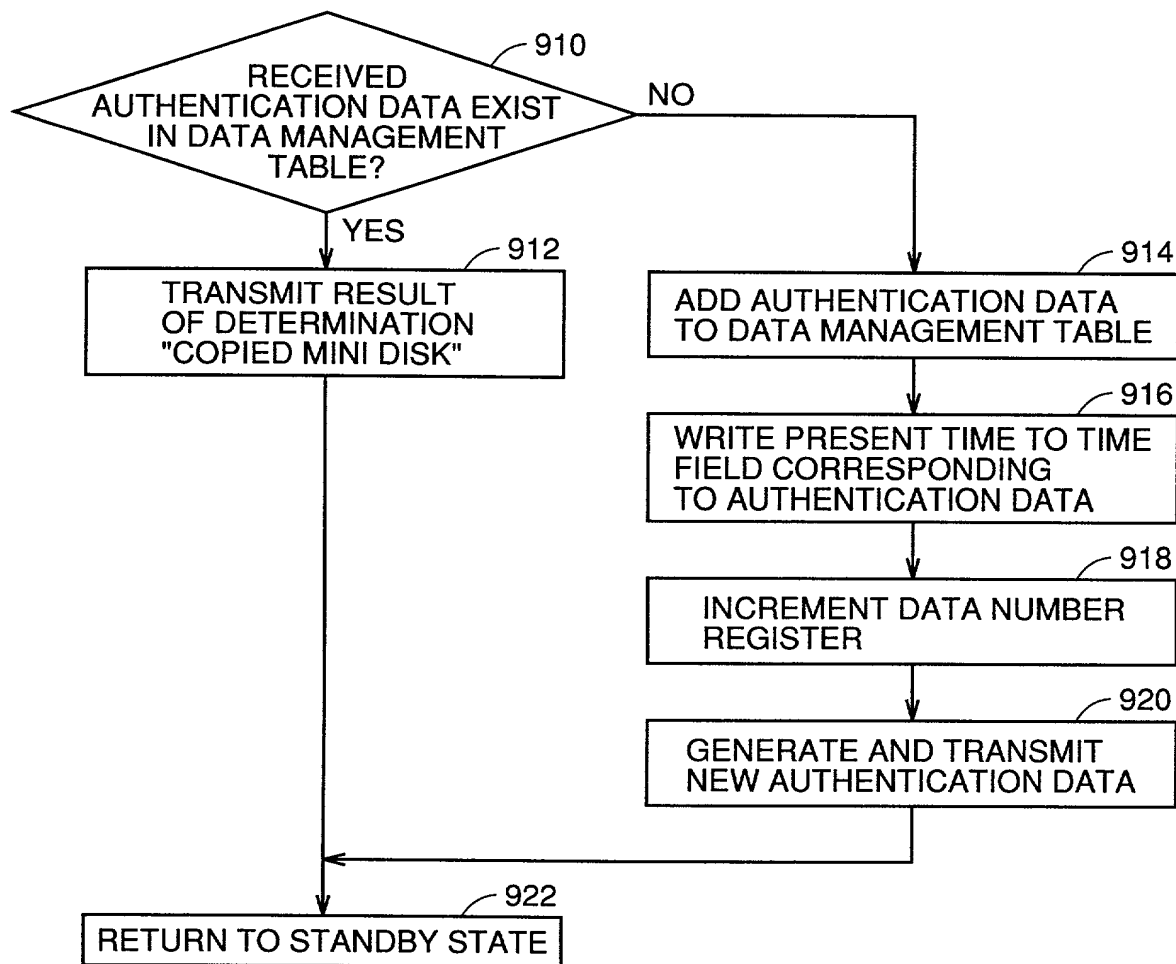 910
RECEIVED
AUTHENTICATION DATA EXIST
IN DATA MANAGEMENT
TABLE?
NO
YES
912
TRANSMIT RESULT
OF DETERMINATION
"COPIED MINI DISK"
914
ADD AUTHENTICATION DATA
TO DATA MANAGEMENT TABLE
916
WRITE PRESENT TIME TO TIME
FIELD CORRESPONDING
TO AUTHENTICATION DATA
918
INCREMENT DATA NUMBER
REGISTER
920
GENERATE AND TRANSMIT
NEW AUTHENTICATION DATA
922
RETURN TO STANDBY STATE